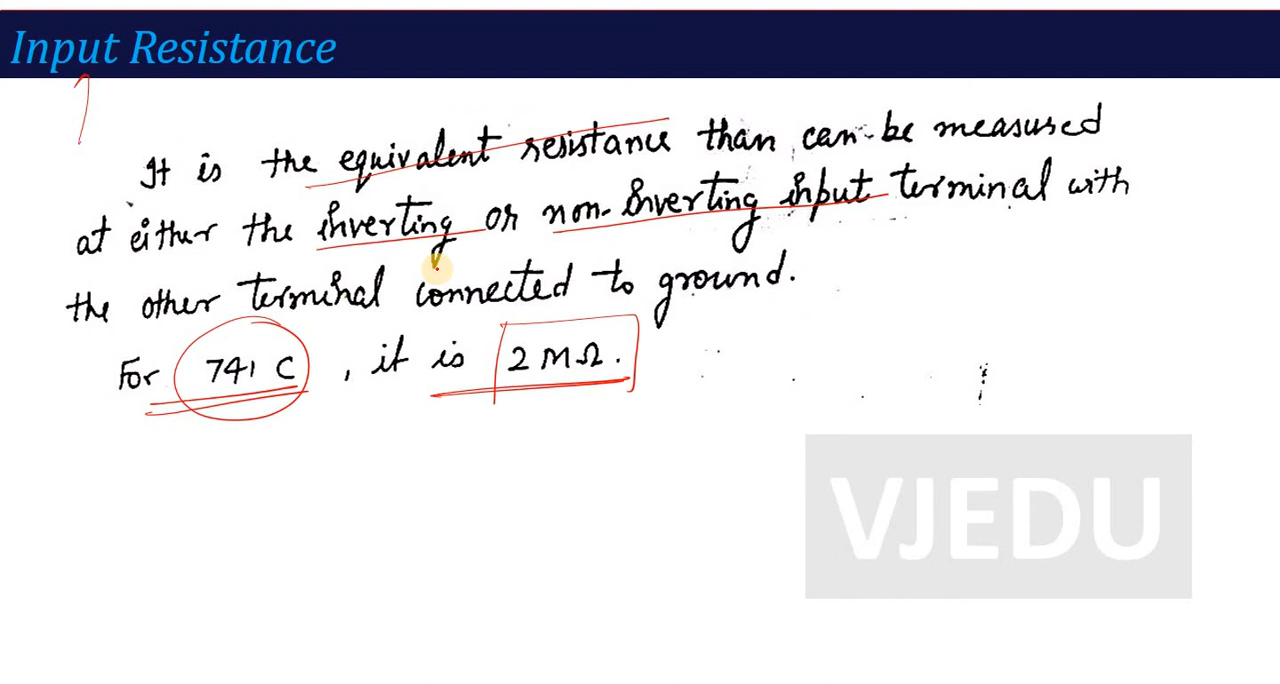 Input Resistance
It is the equivalent resistance than can be measured
at either the inverting or non-inverting input terminal with
the other terminal connected to ground.
For 741 C, it is 2 MΩ.
VJEDU